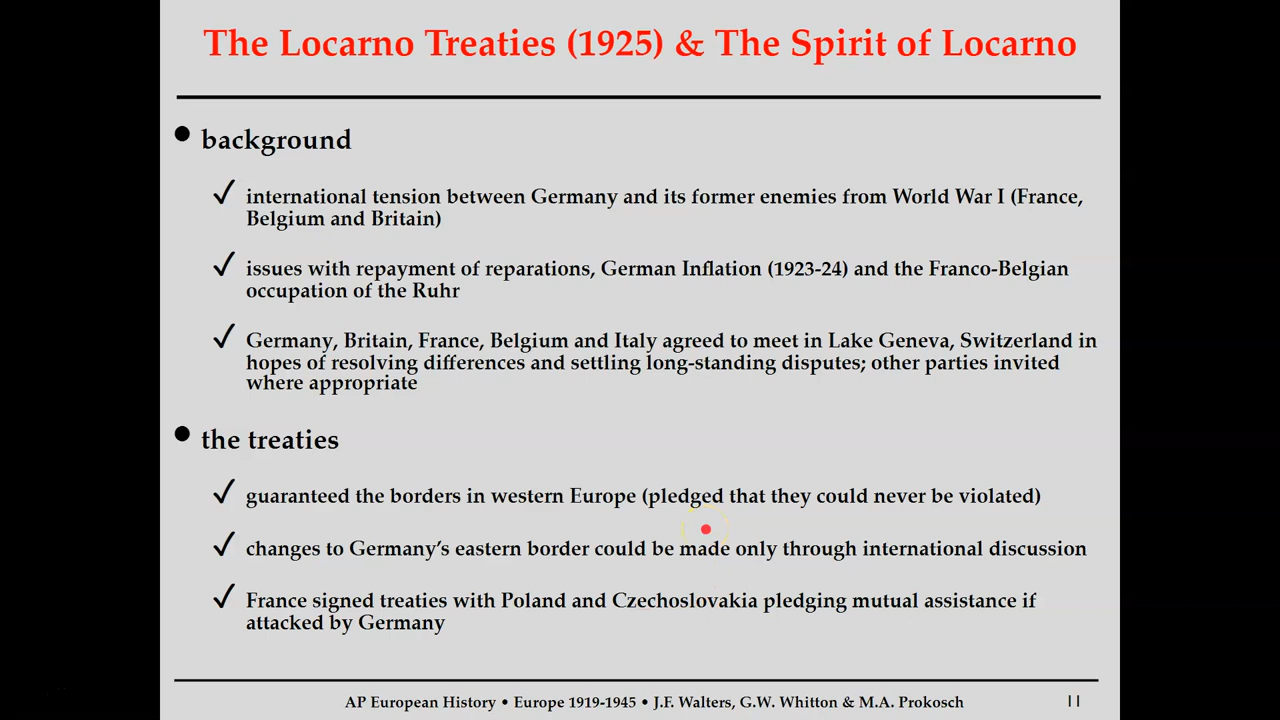 The Locarno Treaties (1925) & The Spirit of Locarno
• background
✓ international tension between Germany and its former enemies from World War I (France,
Belgium and Britain)
✓ issues with repayment of reparations, German Inflation (1923-24) and the Franco-Belgian
occupation of the Ruhr
✓ Germany, Britain, France, Belgium and Italy agreed to meet in Lake Geneva, Switzerland in
hopes of resolving differences and settling long-standing disputes; other parties invited
where appropriate
• the treaties
✓ guaranteed the borders in western Europe (pledged that they could never be violated)
✓ changes to Germany’s eastern border could be made only through international discussion
✓ France signed treaties with Poland and Czechoslovakia pledging mutual assistance if
attacked by Germany
AP European History • Europe 1919-1945 • J.F. Walters, G.W. Whitton & M.A. Prokosch
11